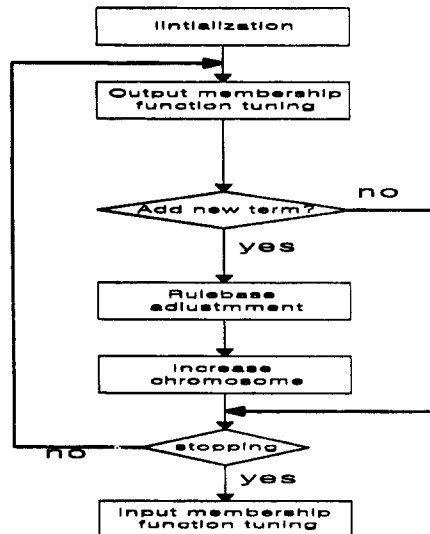 Iintialization
Output membership
function tuning
Add new term?
no
yes
Rulebase
adjustmment
Increase
chromosome
stopping
no
yes
Input membership
function tuning